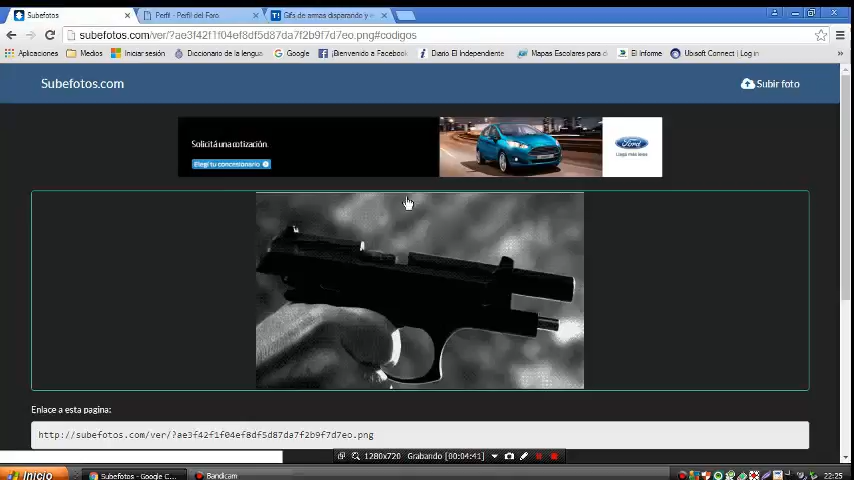 Subefotos
Perfil - Perfil del Foro
Gifs de armas disparando y e
subefotos.com/ver/?ae3f42f1f04ef8df5d87da7f2b9f7d7eo.png#codigos
Aplicaciones
Medios
Iniciar sesión
Diccionario de la lengua
Google
¡Bienvenido a Facebook
Diario El Independiente
Mapas Escolares para d
El Informe
Ubisoft Connect | Log in
Subefotos.com
Subir foto
Solicitá una cotización.
Elegí tu concesionario
Ford
Enlace a esta pagina:
http://subefotos.com/ver/?ae3f42f1f04ef8df5d87da7f2b9f7d7eo.png
1280x720
Grabando [00:04:41]
Inicio
Subefotos - Google C...
Bandicam
22:25